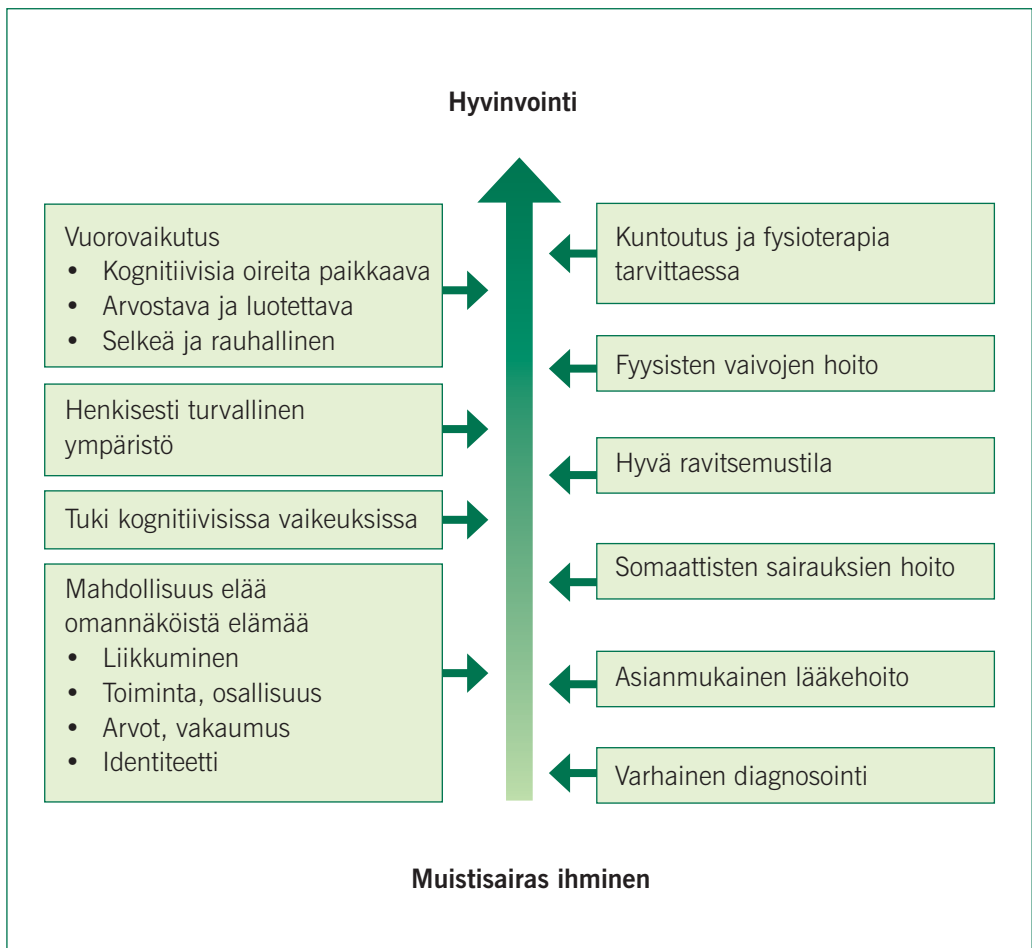 Hyvinvointi
Vuorovaikutus
• Kognitiivisia oireita paikkaava
• Arvostava ja luotettava
• Selkeä ja rauhallinen
Henkisesti turvallinen
ympäristö
Tuki kognitiivisissa vaikeuksissa
Mahdollisuus elää
omannäköistä elämää
• Liikkuminen
• Toiminta, osallisuus
• Arvot, vakaumus
• Identiteetti
Kuntoutus ja fysioterapia
tarvittaessa
Fyysisten vaivojen hoito
Hyvä ravitsemustila
Somaattisten sairauksien hoito
Asianmukainen lääkehoito
Varhainen diagnosointi
Muistisairas ihminen